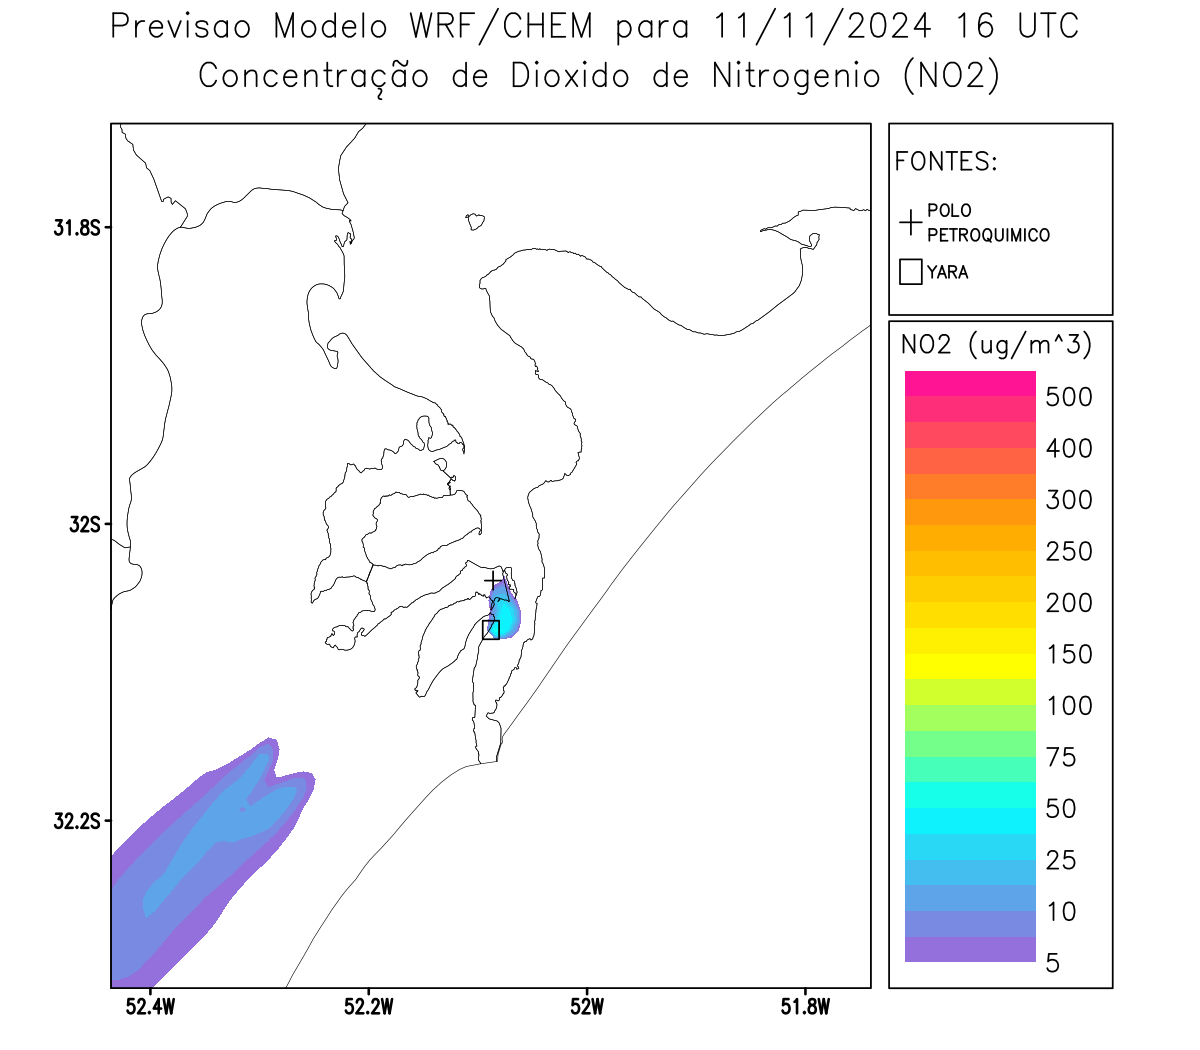 Previsao Modelo WRF/CHEM para 11/11/2024 16 UTC
Concentração de Dioxido de Nitrogenio (NO2)
FONTES:
POLO
PETROQUIMICO
YARA
NO2 (ug/m^3)
500
400
300
250
200
150
100
75
50
25
10
5
31.8S
32S
32.2S
52.4W
52.2W
52W
51.8W